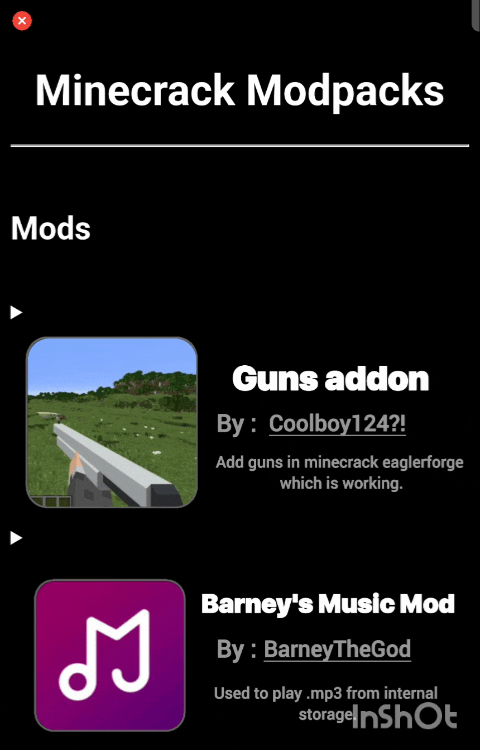 Minecrack Modpacks
Mods
Guns addon
By : Coolboy124?!
Add guns in minecrack eaglerforge
which is working.
Barney's Music Mod
By : BarneyTheGod
Used to play .mp3 from internal
storage.
InShOt